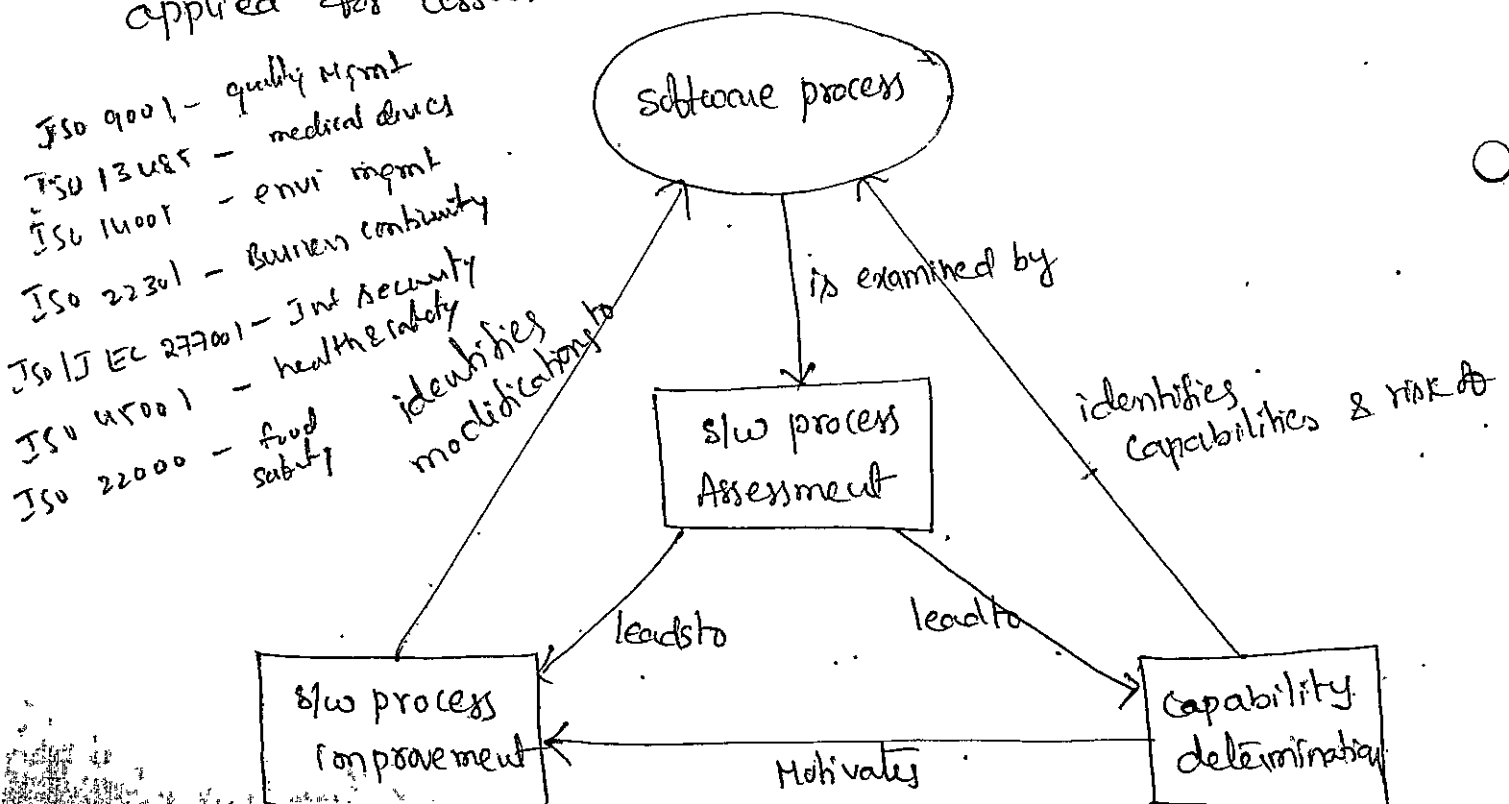 applied for
software process
ISO 9001 - quality Mgmt
ISO 13485 - medical devices
ISO 14001 - envi mgmt
ISO 22301 - Business continuity
ISO/IEC 277001 - Inf security
ISO 45001 - health & safety
ISO 22000 - food
safety
is examined by
identifies
modifications to
s/w process
Assessment
identifies
capabilities & risk
leads to
lead to
s/w process
improvement
Motivates
capability
determination